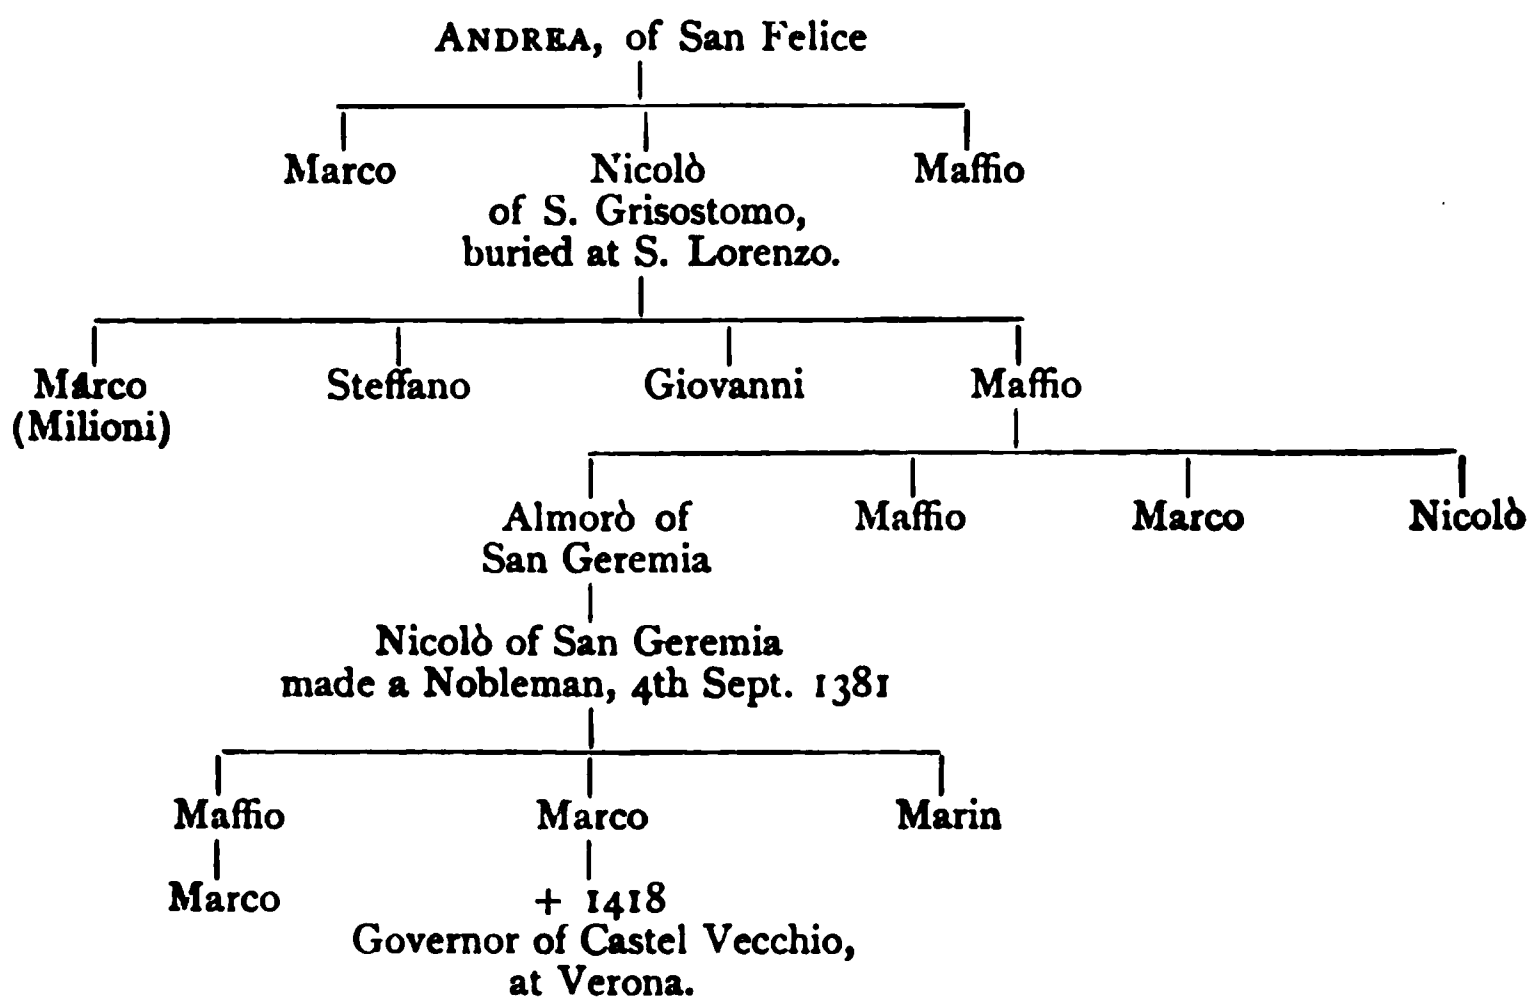 ANDREA, of San Felice
Marco Nicolò Maffio
of S. Grisostomo,
buried at S. Lorenzo.
Marco Steffano Giovanni Maffio
(Milioni)
Almorò of Maffio Marco Nicolò
San Geremia
Nicolò of San Geremia
made a Nobleman, 4th Sept. 1381
Maffio Marco Marin
Marco + 1418
Governor of Castel Vecchio,
at Verona.